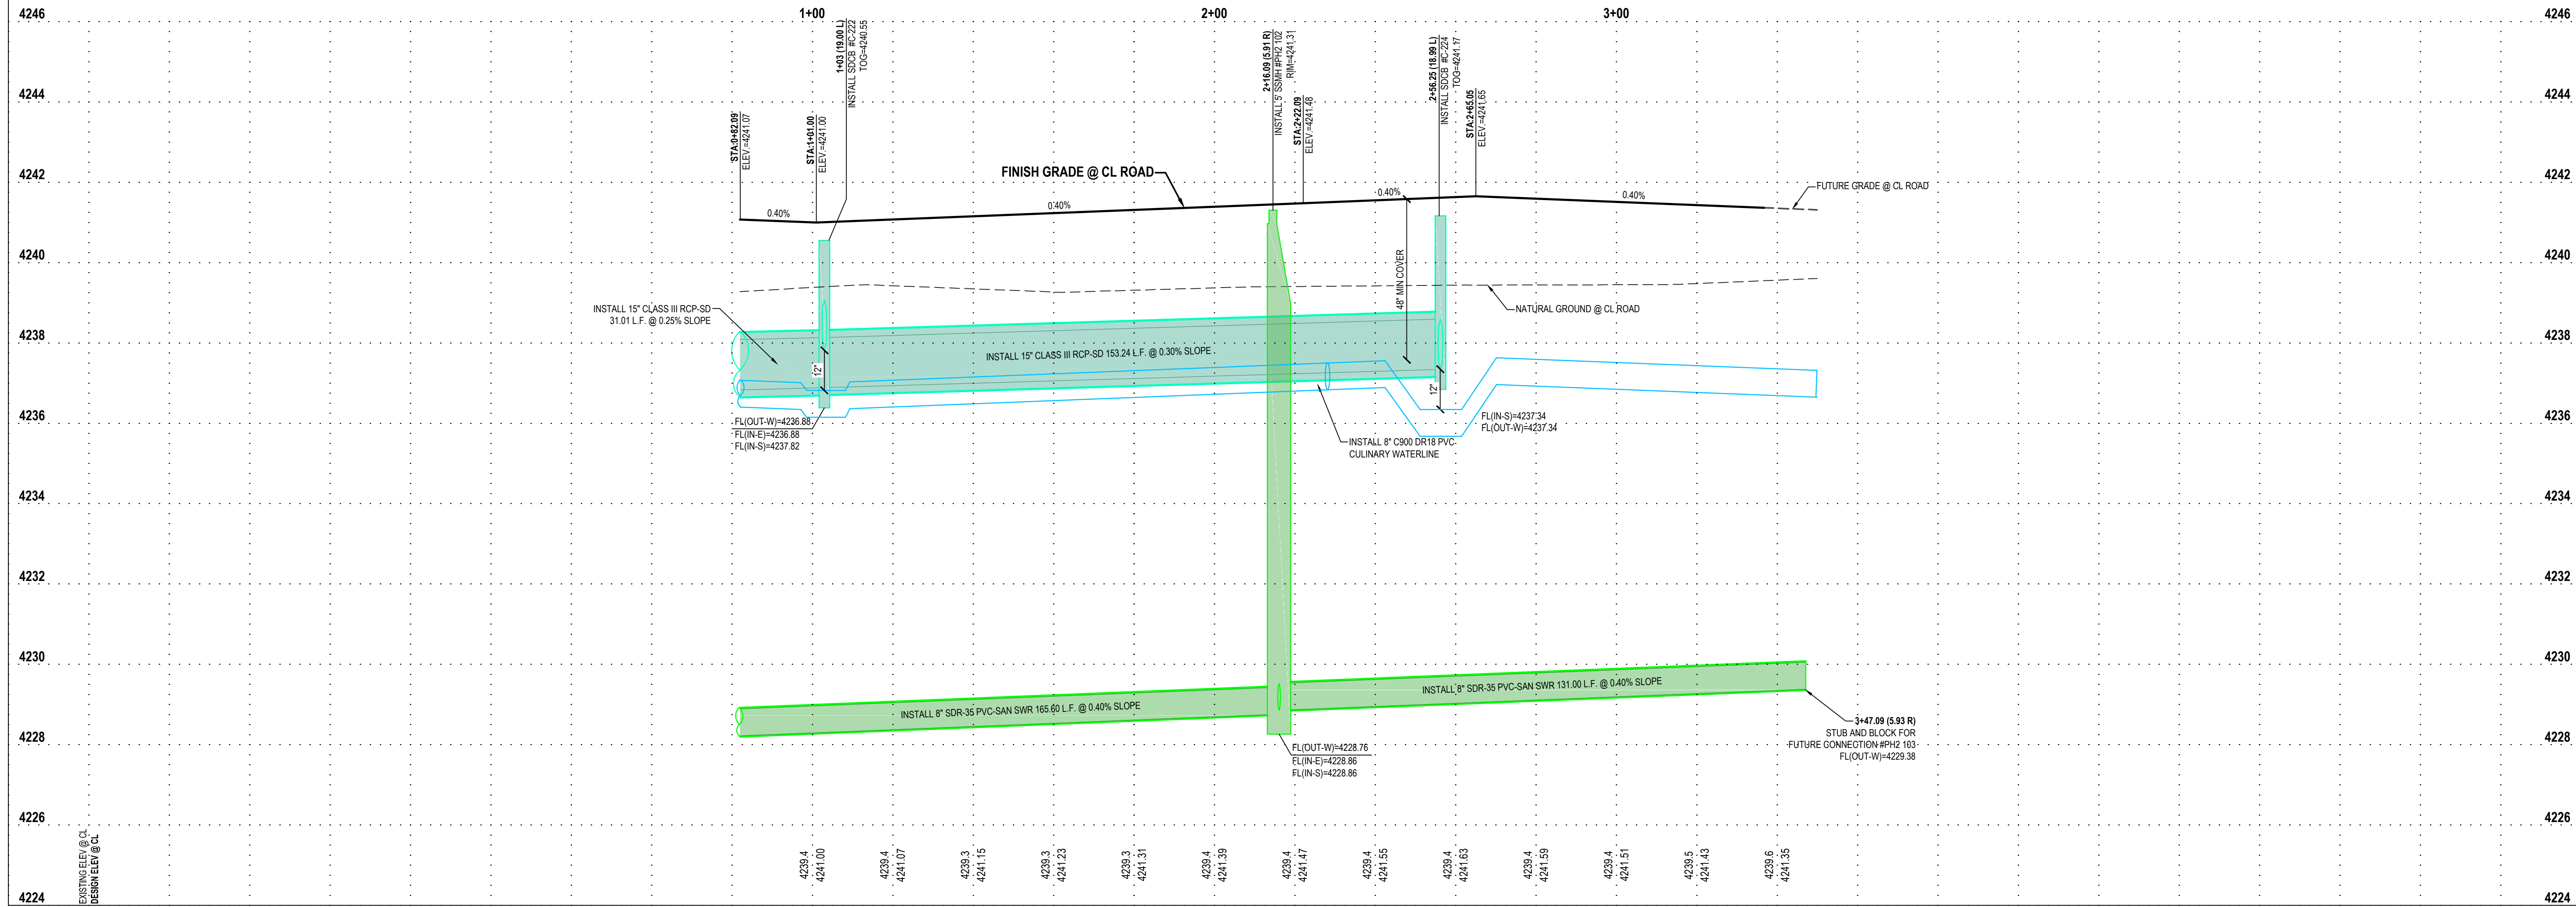 1+00
2+00
3+00
4246
4246
4244
4244
4242
4242
4240
4240
4238
4238
4236
4236
4234
4234
4232
4232
4230
4230
4228
4228
4226
4226
4224
4224
STA:0+82.09
ELEV.=4241.07
STA:1+01.00
ELEV.=4241.00
1+03 (19.00 L)
INSTALL SDCB #C-222
TOG=4240.55
2+16.09 (5.91 R)
INSTALL 5' SSMH #PH2 102
RIM=4241.31
STA:2+22.09
ELEV.=4241.48
2+56.25 (18.99 L)
INSTALL SDCB #C-224
TOG=4241.17
STA:2+65.05
ELEV.=4241.65
FINISH GRADE @ CL ROAD
0.40%
0.40%
0.40%
0.40%
FUTURE GRADE @ CL ROAD
48" MIN COVER
NATURAL GROUND @ CL ROAD
INSTALL 15" CLASS III RCP-SD
31.01 L.F. @ 0.25% SLOPE
INSTALL 15" CLASS III RCP-SD 153.24 L.F. @ 0.30% SLOPE
12"
12"
FL(OUT-W)=4236.88
FL(IN-E)=4236.88
FL(IN-S)=4237.82
FL(IN-S)=4237.34
FL(OUT-W)=4237.34
INSTALL 8" C900 DR18 PVC
CULINARY WATERLINE
INSTALL 8" SDR-35 PVC-SAN SWR 165.60 L.F. @ 0.40% SLOPE
INSTALL 8" SDR-35 PVC-SAN SWR 131.00 L.F. @ 0.40% SLOPE
FL(OUT-W)=4228.76
FL(IN-E)=4228.86
FL(IN-S)=4228.86
3+47.09 (5.93 R)
STUB AND BLOCK FOR
FUTURE CONNECTION #PH2 103
FL(OUT-W)=4229.38
EXISTING ELEV @ CL
DESIGN ELEV @ CL
4239.4
4241.00
4239.4
4241.07
4239.3
4241.15
4239.3
4241.23
4239.3
4241.31
4239.4
4241.39
4239.4
4241.47
4239.4
4241.55
4239.4
4241.63
4239.4
4241.59
4239.4
4241.51
4239.5
4241.43
4239.6
4241.35